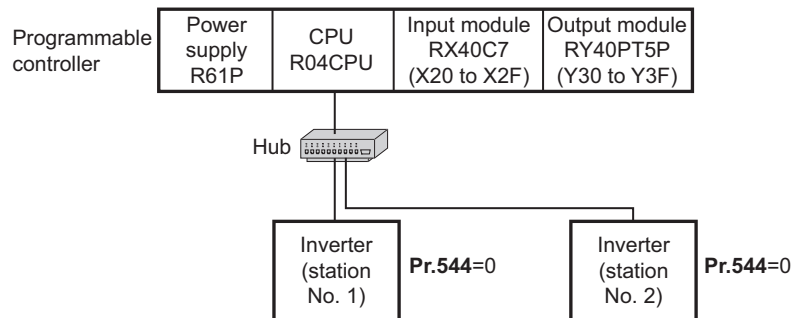 Programmable
controller
Power
supply
R61P
CPU
R04CPU
Input module
RX40C7
(X20 to X2F)
Output module
RY40PT5P
(Y30 to Y3F)
Hub
Inverter
(station
No. 1)
Pr.544=0
Inverter
(station
No. 2)
Pr.544=0